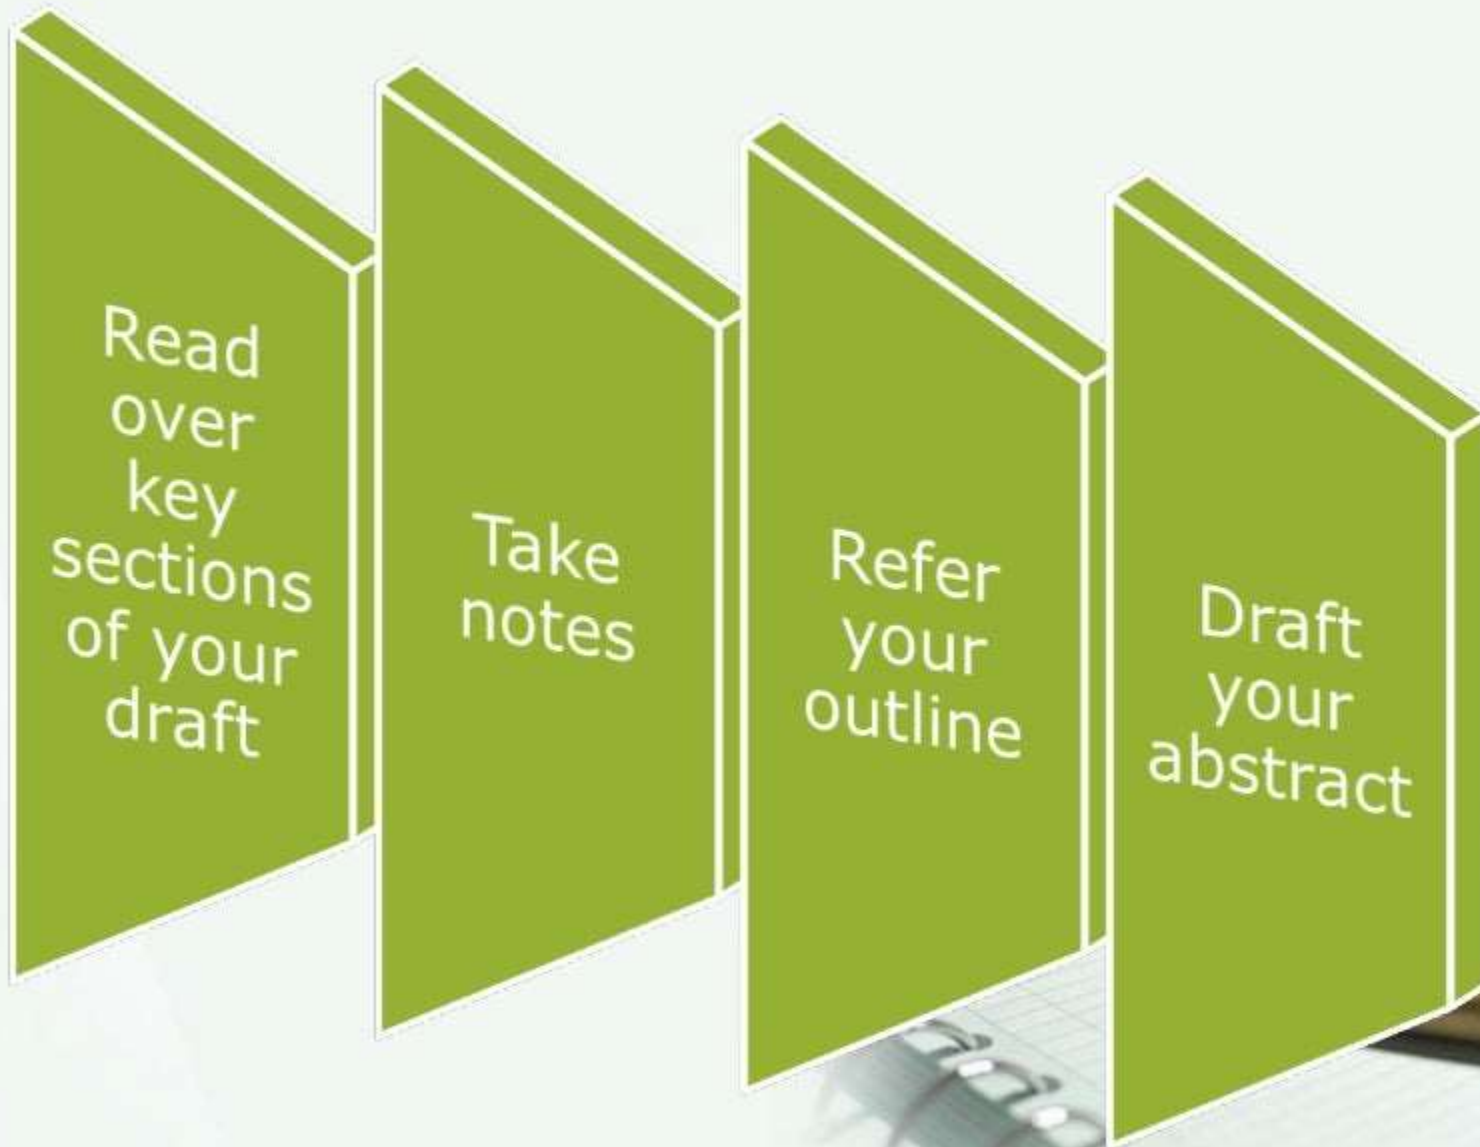 Read
over
key
sections
of your
draft
Take
notes
Refer
your
outline
Draft
your
abstract